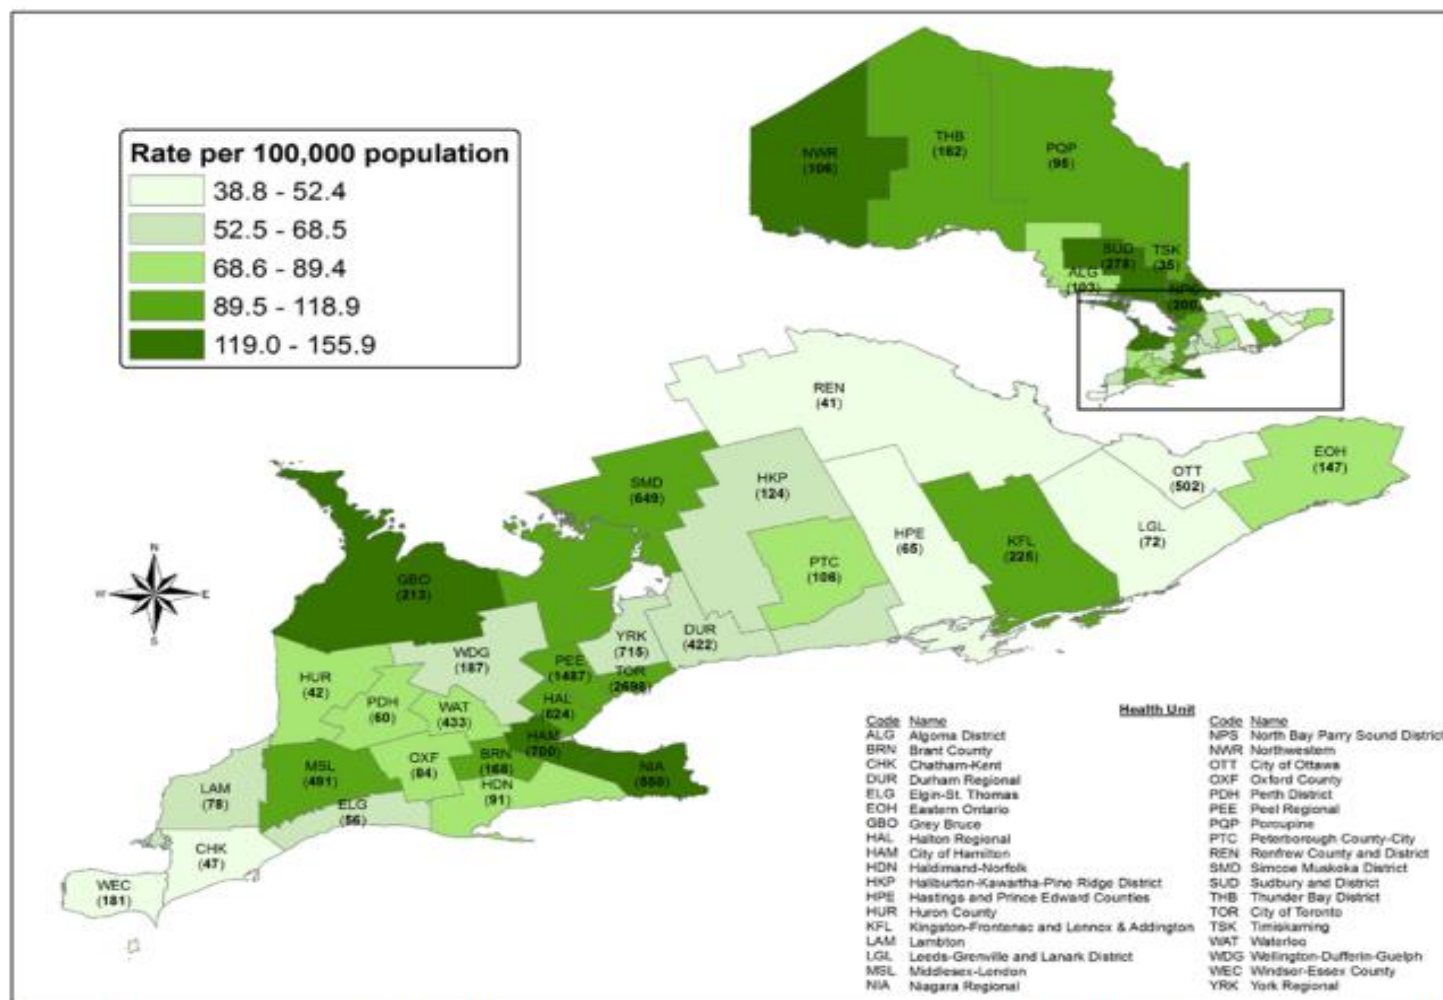 Rate per 100,000 population
38.8 - 52.4
52.5 - 68.5
68.6 - 89.4
89.5 - 118.9
119.0 - 155.9
NWR
(106)
THB
(162)
PQP
(95)
SUD
(278)
TSK
(35)
ALG
(103)
NPS
(200)
REN
(41)
SMD
(649)
HKP
(124)
OTT
(502)
EOH
(147)
HPE
(65)
KFL
(225)
LGL
(72)
PTC
(106)
N
W
E
S
GBO
(213)
YRK
(715)
DUR
(422)
WDG
(187)
PEE
(1487)
TOR
HUR
(42)
PDH
(60)
WAT
(433)
HAL
(624)
HAM
(700)
MSL
(491)
OXF
(84)
BRN
(168)
NIA
LAM
(78)
ELG
(56)
HDN
(91)
CHK
(47)
WEC
(181)
Health Unit
Code Name
ALG Algoma District
BRN Brant County
CHK Chatham-Kent
DUR Durham Regional
ELG Elgin-St. Thomas
EOH Eastern Ontario
GBO Grey Bruce
HAL Halton Regional
HAM City of Hamilton
HDN Haldimand-Norfolk
HKP Haliburton-Kawartha-Pine Ridge District
HPE Hastings and Prince Edward Counties
HUR Huron County
KFL Kingston-Frontenac and Lennox & Addington
LAM Lambton
LGL Leeds-Grenville and Lanark District
MSL Middlesex-London
NIA Niagara Regional
Code Name
NPS North Bay Parry Sound District
NWR Northwestern
OTT City of Ottawa
OXF Oxford County
PDH Perth District
PEE Peel Regional
PQP Porcupine
PTC Peterborough County-City
REN Renfrew County and District
SMD Simcoe Muskoka District
SUD Sudbury and District
THB Thunder Bay District
TOR City of Toronto
TSK Timiskaming
WAT Waterloo
WDG Wellington-Dufferin-Guelph
WEC Windsor-Essex County
YRK York Regional